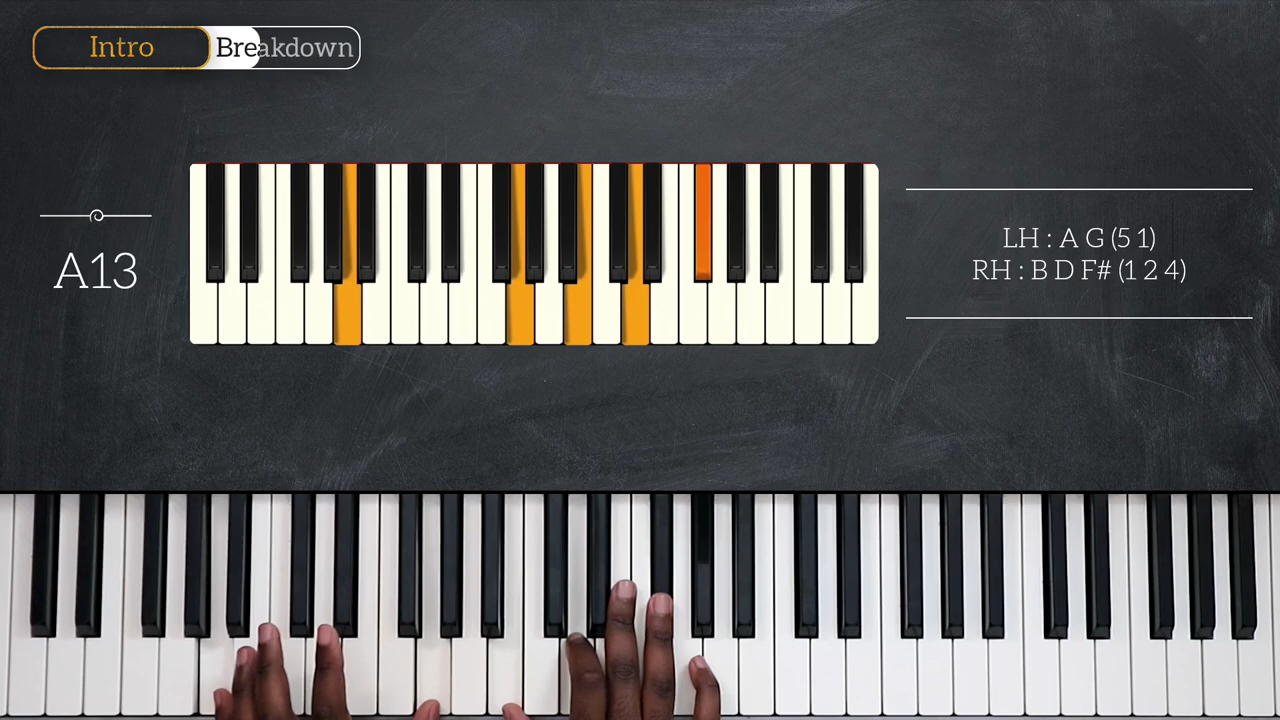 Intro Breakdown
A13
LH : A G (5 1)
RH : B D F# (1 2 4)